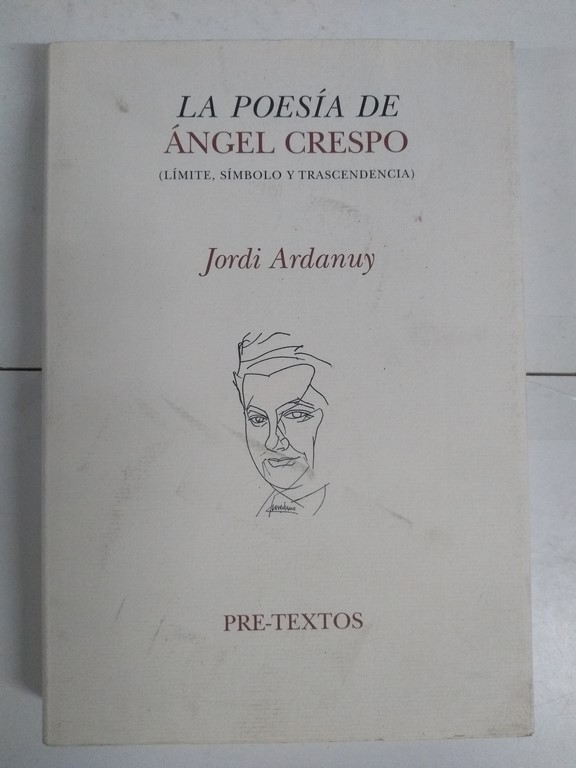 LA POESÍA DE
ÁNGEL CRESPO
(LÍMITE, SÍMBOLO Y TRASCENDENCIA)
Jordi Ardanuy
PRE-TEXTOS